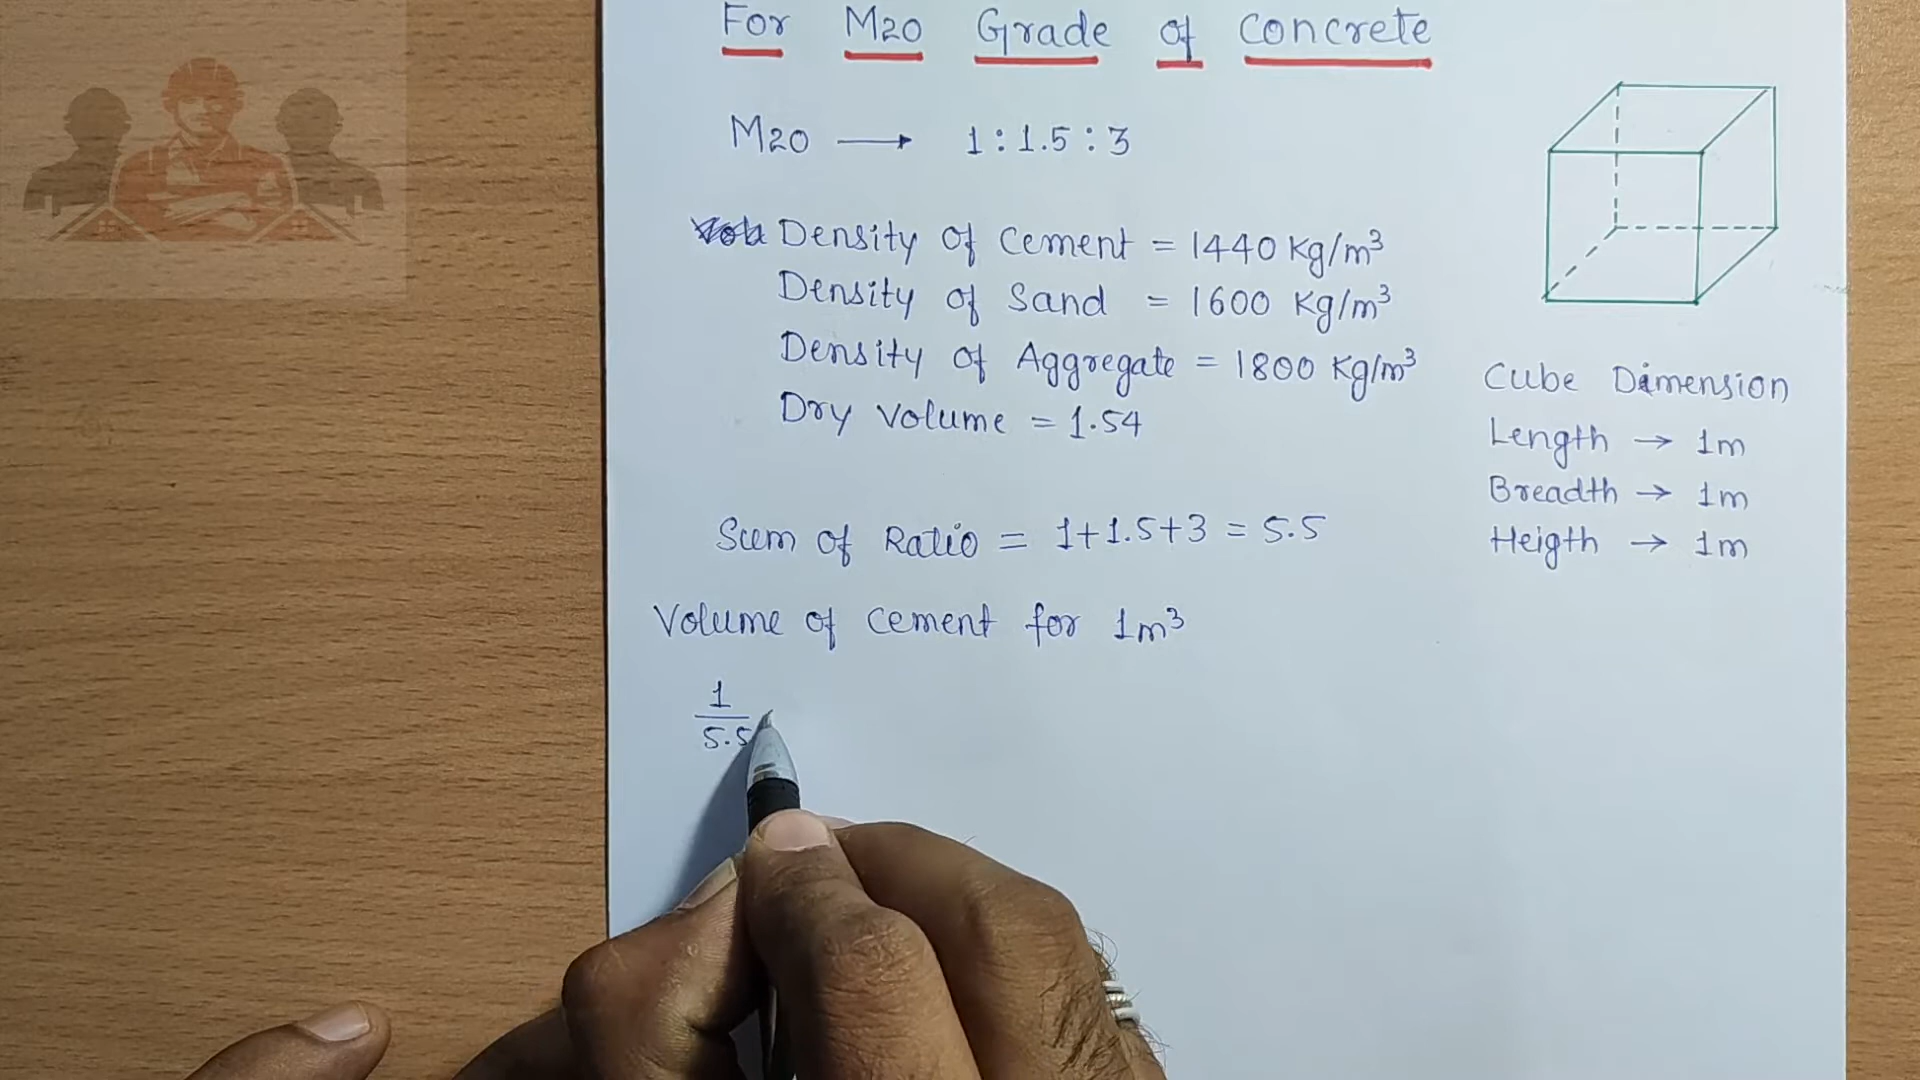 For M20 Grade of Concrete
M20 → 1 : 1.5 : 3
Density of Cement = 1440 Kg/m³
Density of Sand = 1600 Kg/m³
Density of Aggregate = 1800 Kg/m³
Dry Volume = 1.54
Sum of Ratio = 1+1.5+3 = 5.5
Volume of Cement for 1m³
1
5.5
Cube Dimension
Length → 1m
Breadth → 1m
Heigth → 1m